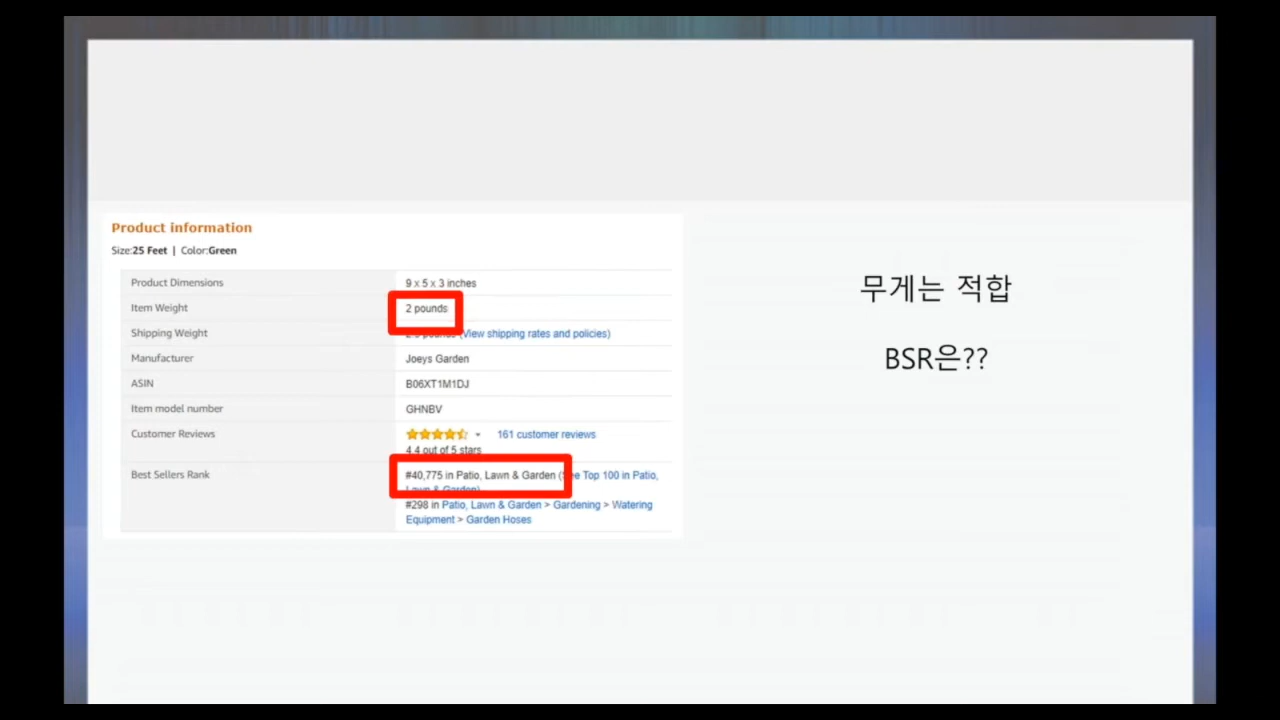 Product information
Size:25 Feet | Color:Green
Product Dimensions 9 x 5 x 3 inches
Item Weight 2 pounds
Shipping Weight (View shipping rates and policies)
Manufacturer Joeys Garden
ASIN B06XT1M1DJ
Item model number GHNBV
Customer Reviews 161 customer reviews
4.4 out of 5 stars
Best Sellers Rank #40,775 in Patio, Lawn & Garden (See Top 100 in Patio,
Lawn & Garden)
#298 in Patio, Lawn & Garden > Gardening > Watering
Equipment > Garden Hoses
무게는 적합
BSR은??